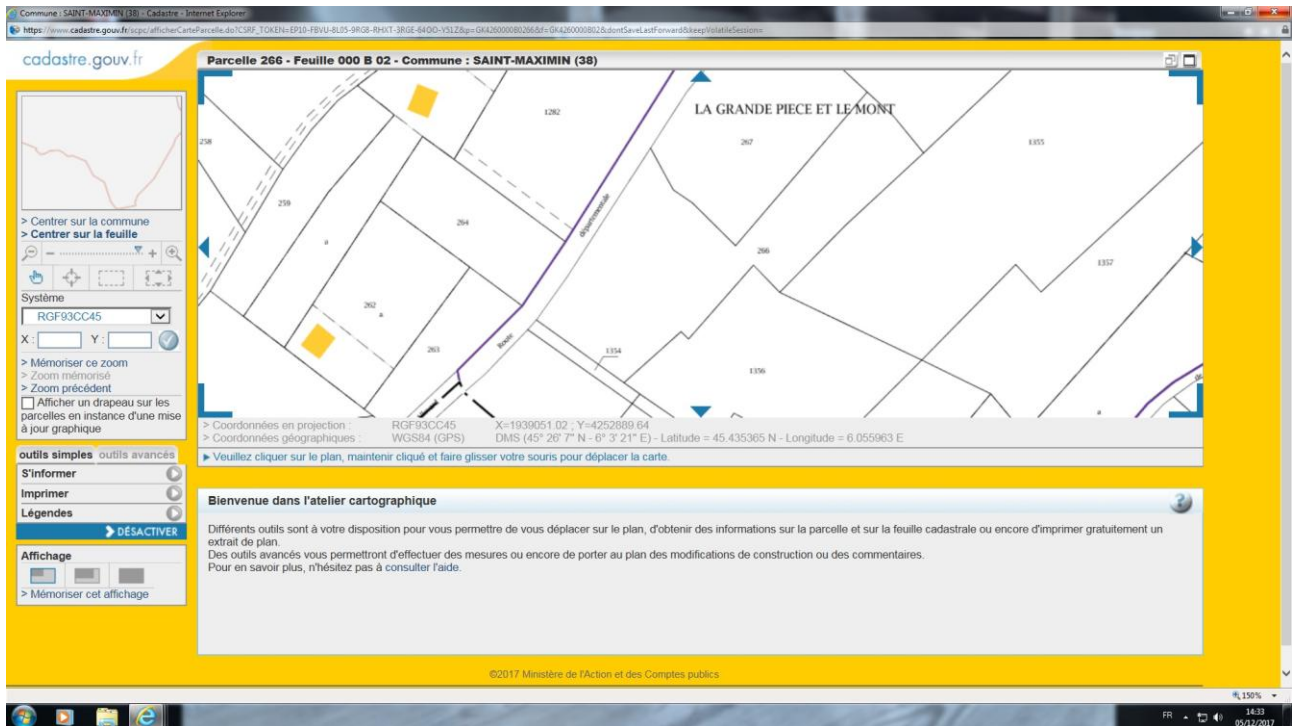 Commune : SAINT-MAXIMIN (38) - Cadastre - Internet Explorer
cadastre.gouv.fr
Parcelle 266 - Feuille 000 B 02 - Commune : SAINT-MAXIMIN (38)
> Centrer sur la commune
> Centrer sur la feuille
Système
RGF93CC45
X :
Y :
> Mémoriser ce zoom
> Zoom mémorisé
> Zoom précédent
Afficher un drapeau sur les
parcelles en instance d'une mise
à jour graphique
outils simples outils avancés
S'informer
Imprimer
Légendes
DÉSACTIVER
Affichage
> Mémoriser cet affichage
LA GRANDE PIECE ET LE MONT
1282
267
1355
258
259
a
264
départementale
266
1357
262
a
263
Route
1354
1356
a
> Coordonnées en projection : RGF93CC45 X=1939051.02 ; Y=4252889.64
> Coordonnées géographiques : WGS84 (GPS) DMS (45° 26' 7" N - 6° 3' 21" E) - Latitude = 45.435365 N - Longitude = 6.055963 E
Veuillez cliquer sur le plan, maintenir cliqué et faire glisser votre souris pour déplacer la carte.
Bienvenue dans l'atelier cartographique
Différents outils sont à votre disposition pour vous permettre de vous déplacer sur le plan, d'obtenir des informations sur la parcelle et sur la feuille cadastrale ou encore d'imprimer gratuitement un
extrait de plan.
Des outils avancés vous permettront d'effectuer des mesures ou encore de porter au plan des modifications de construction ou des commentaires.
Pour en savoir plus, n'hésitez pas à consulter l'aide.
©2017 Ministère de l'Action et des Comptes publics
150%
FR
14:33
05/12/2017